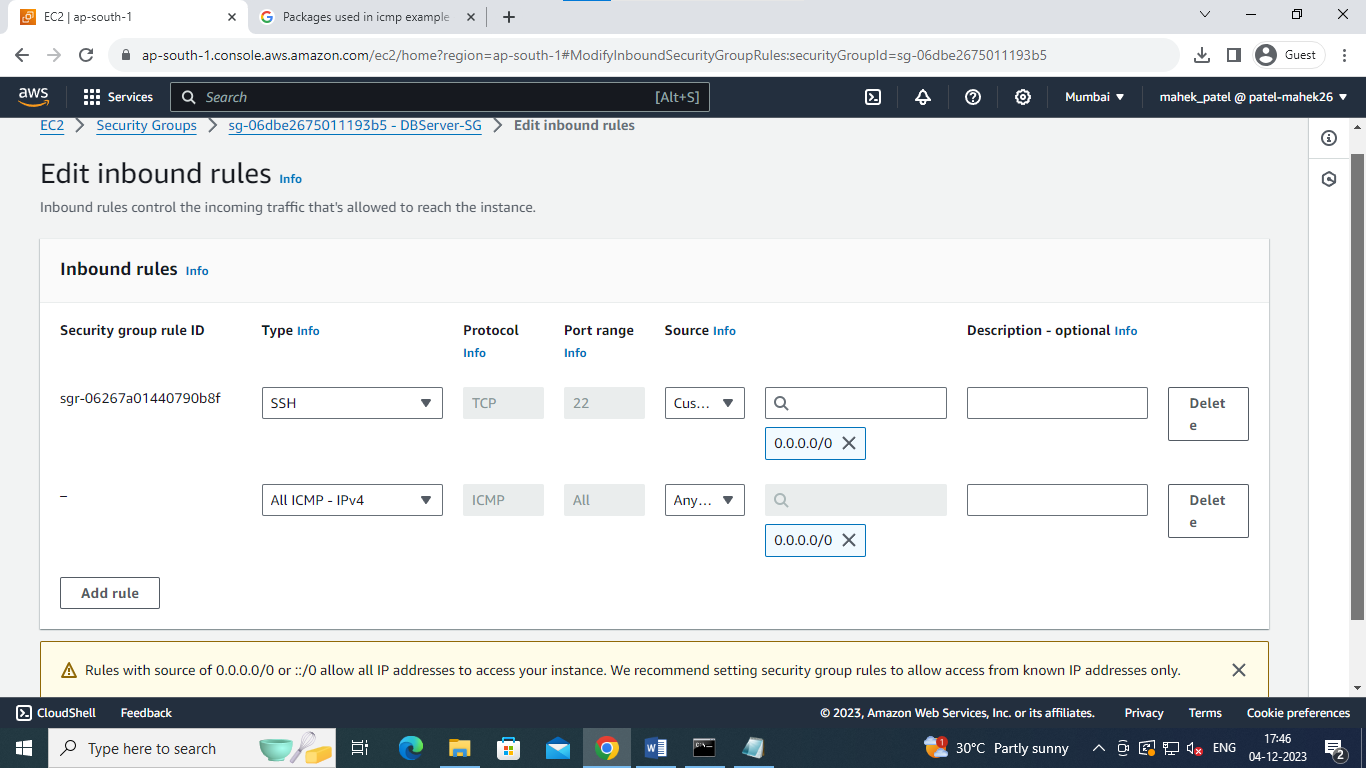 EC2 | ap-south-1
Packages used in icmp example
ap-south-1.console.aws.amazon.com/ec2/home?region=ap-south-1#ModifyInboundSecurityGroupRules:securityGroupId=sg-06dbe2675011193b5
Guest
aws
Services
Search
[Alt+S]
Mumbai
mahek_patel @ patel-mahek26
EC2
Security Groups
sg-06dbe2675011193b5 - DBServer-SG
Edit inbound rules
Edit inbound rules Info
Inbound rules control the incoming traffic that's allowed to reach the instance.
Inbound rules Info
Security group rule ID
Type Info
Protocol
Info
Port range
Info
Source Info
Description - optional Info
sgr-06267a01440790b8f
SSH
TCP
22
Cus...
0.0.0.0/0
Delet
e
–
All ICMP - IPv4
ICMP
All
Any...
0.0.0.0/0
Delet
e
Add rule
Rules with source of 0.0.0.0/0 or ::/0 allow all IP addresses to access your instance. We recommend setting security group rules to allow access from known IP addresses only.
CloudShell
Feedback
© 2023, Amazon Web Services, Inc. or its affiliates.
Privacy
Terms
Cookie preferences
Type here to search
1
30°C Partly sunny
ENG
17:46
04-12-2023
2